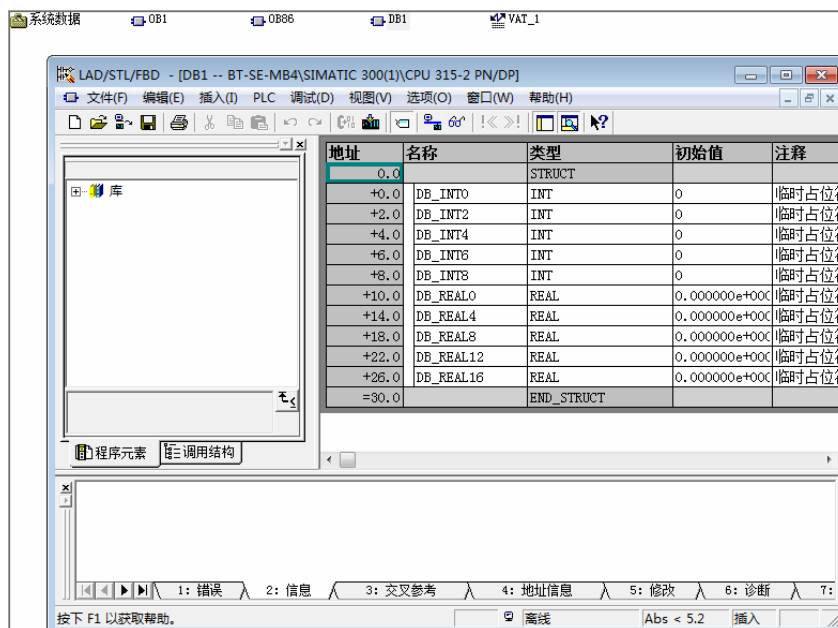 系统数据 OB1 OB86 DB1 VAT_1
LAD/STL/FBD - [DB1 -- BT-SE-MB4\SIMATIC 300(1)\CPU 315-2 PN/DP]
文件(F) 编辑(E) 插入(I) PLC 调试(D) 视图(V) 选项(O) 窗口(W) 帮助(H)
库
程序元素 调用结构
地址 名称 类型 初始值 注释
0.0 STRUCT
+0.0 DB_INT0 INT 0 临时占位
+2.0 DB_INT2 INT 0 临时占位
+4.0 DB_INT4 INT 0 临时占位
+6.0 DB_INT6 INT 0 临时占位
+8.0 DB_INT8 INT 0 临时占位
+10.0 DB_REAL0 REAL 0.000000e+000 临时占位
+14.0 DB_REAL4 REAL 0.000000e+000 临时占位
+18.0 DB_REAL8 REAL 0.000000e+000 临时占位
+22.0 DB_REAL12 REAL 0.000000e+000 临时占位
+26.0 DB_REAL16 REAL 0.000000e+000 临时占位
=30.0 END_STRUCT
1: 错误 2: 信息 3: 交叉参考 4: 地址信息 5: 修改 6: 诊断 7:
按下 F1 以获取帮助。 离线 Abs < 5.2 插入